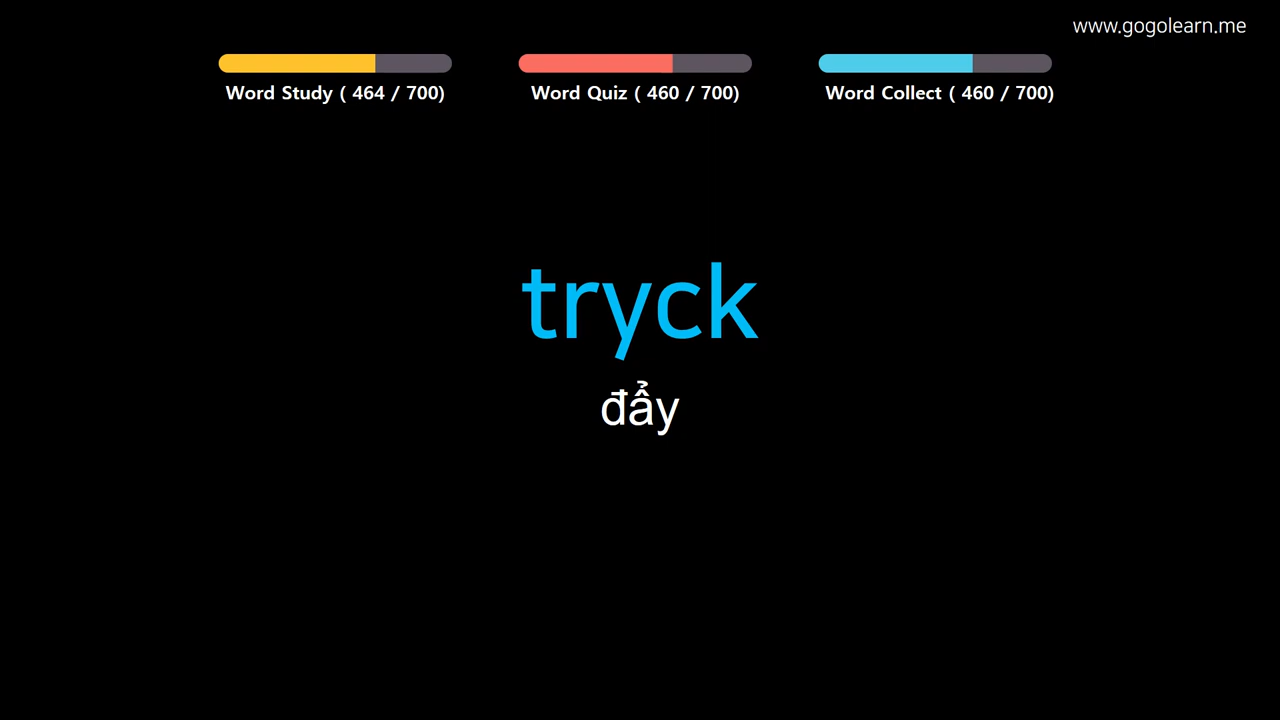 www.gogolearn.me
Word Study ( 464 / 700)
Word Quiz ( 460 / 700)
Word Collect ( 460 / 700)
tryck
đẩy